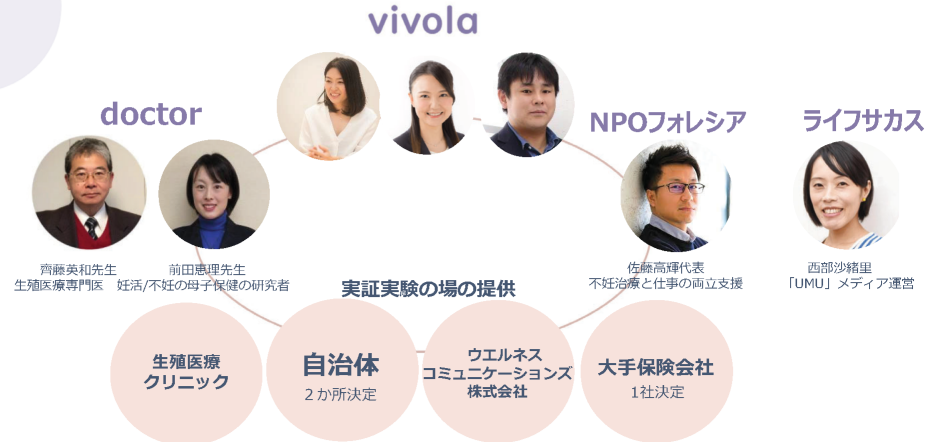 vivola
doctor
NPOフォレシア
ライフサカス
齊藤英和先生
生殖医療専門医
前田恵理先生
妊活/不妊の母子保健の研究者
佐藤高輝代表
不妊治療と仕事の両立支援
西部沙緒里
「UMU」メディア運営
実証実験の場の提供
生殖医療
クリニック
自治体
２か所決定
ウエルネス
コミュニケーションズ
株式会社
大手保険会社
1社決定